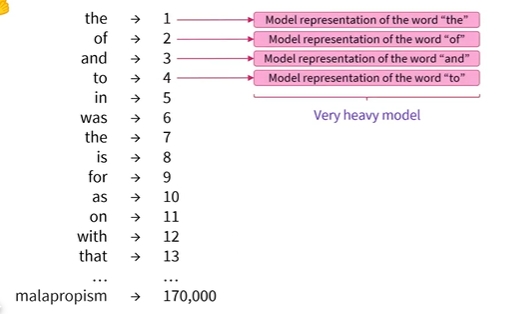 the → 1 Model representation of the word “the”
of → 2 Model representation of the word “of”
and → 3 Model representation of the word “and”
to → 4 Model representation of the word “to”
in → 5
was → 6 Very heavy model
the → 7
is → 8
for → 9
as → 10
on → 11
with → 12
that → 13
... ...
malapropism → 170,000